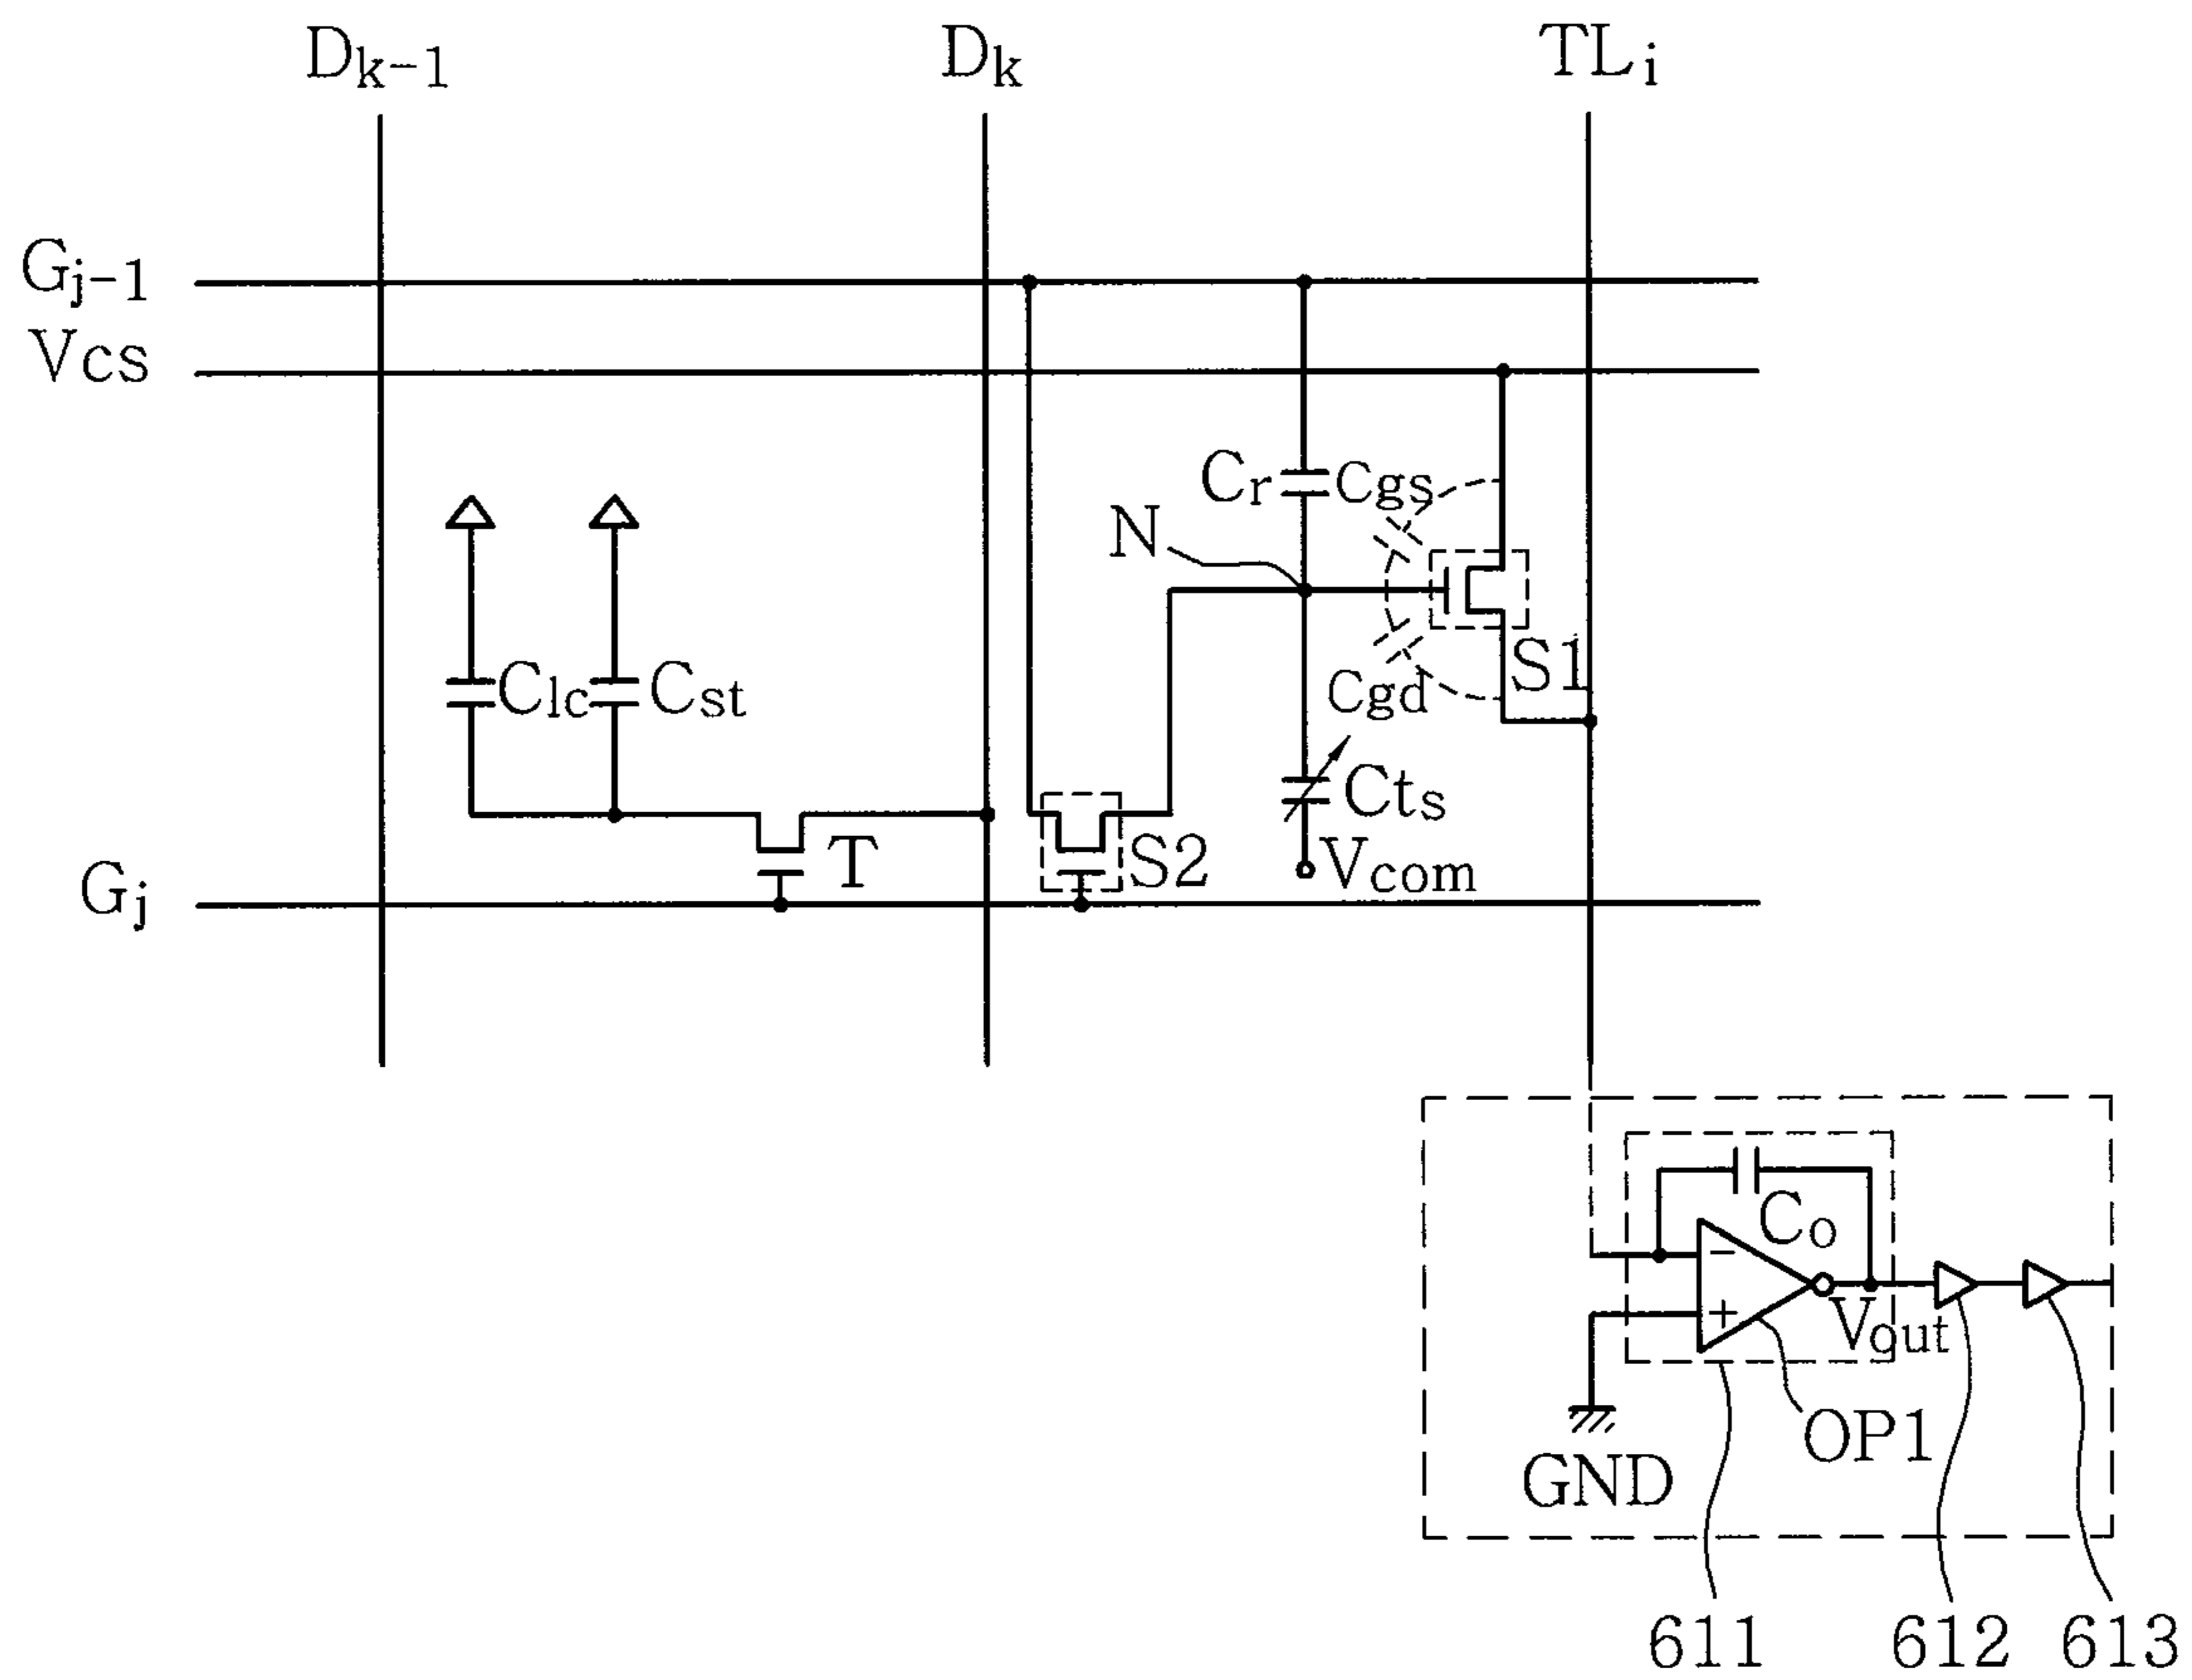 Dk-1 Dk TLi
Gj-1
Vcs
Cr Cgs
N
S1
Clc Cst Cgd
Cts
T S2 Vcom
Gj
Co
−
+
Vout
OP1
GND
611 612 613